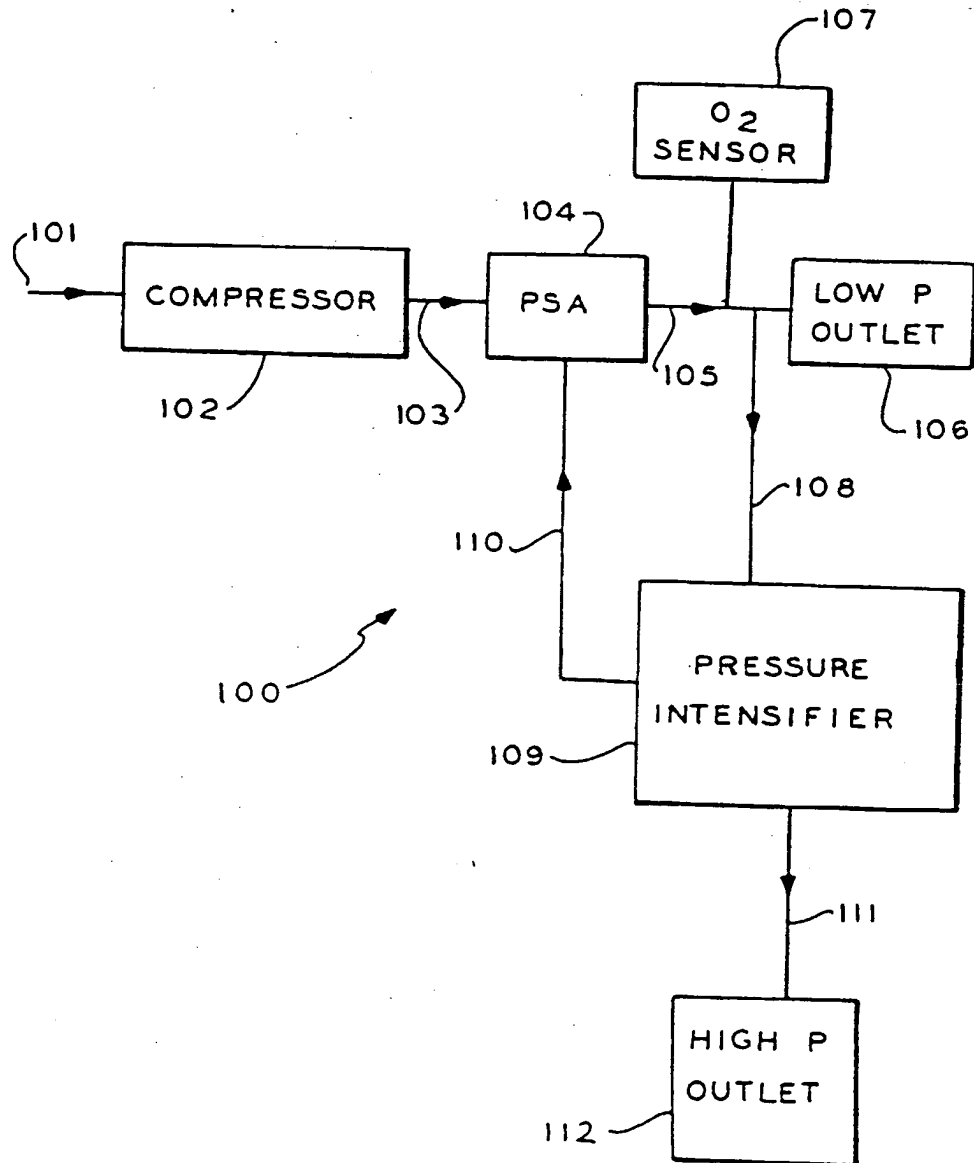 107
O2
SENSOR
104
101
COMPRESSOR
PSA
LOW P
OUTLET
102
103
105
106
108
110
100
PRESSURE
INTENSIFIER
109
111
HIGH P
OUTLET
112